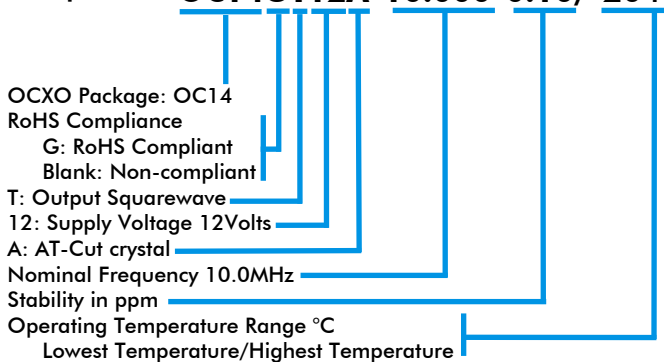 OCXO Package: OC14
RoHS Compliance
G: RoHS Compliant
Blank: Non-compliant
T: Output Squarewave
12: Supply Voltage 12Volts
A: AT-Cut crystal
Nominal Frequency 10.0MHz
Stability in ppm
Operating Temperature Range °C
Lowest Temperature/Highest Temperature